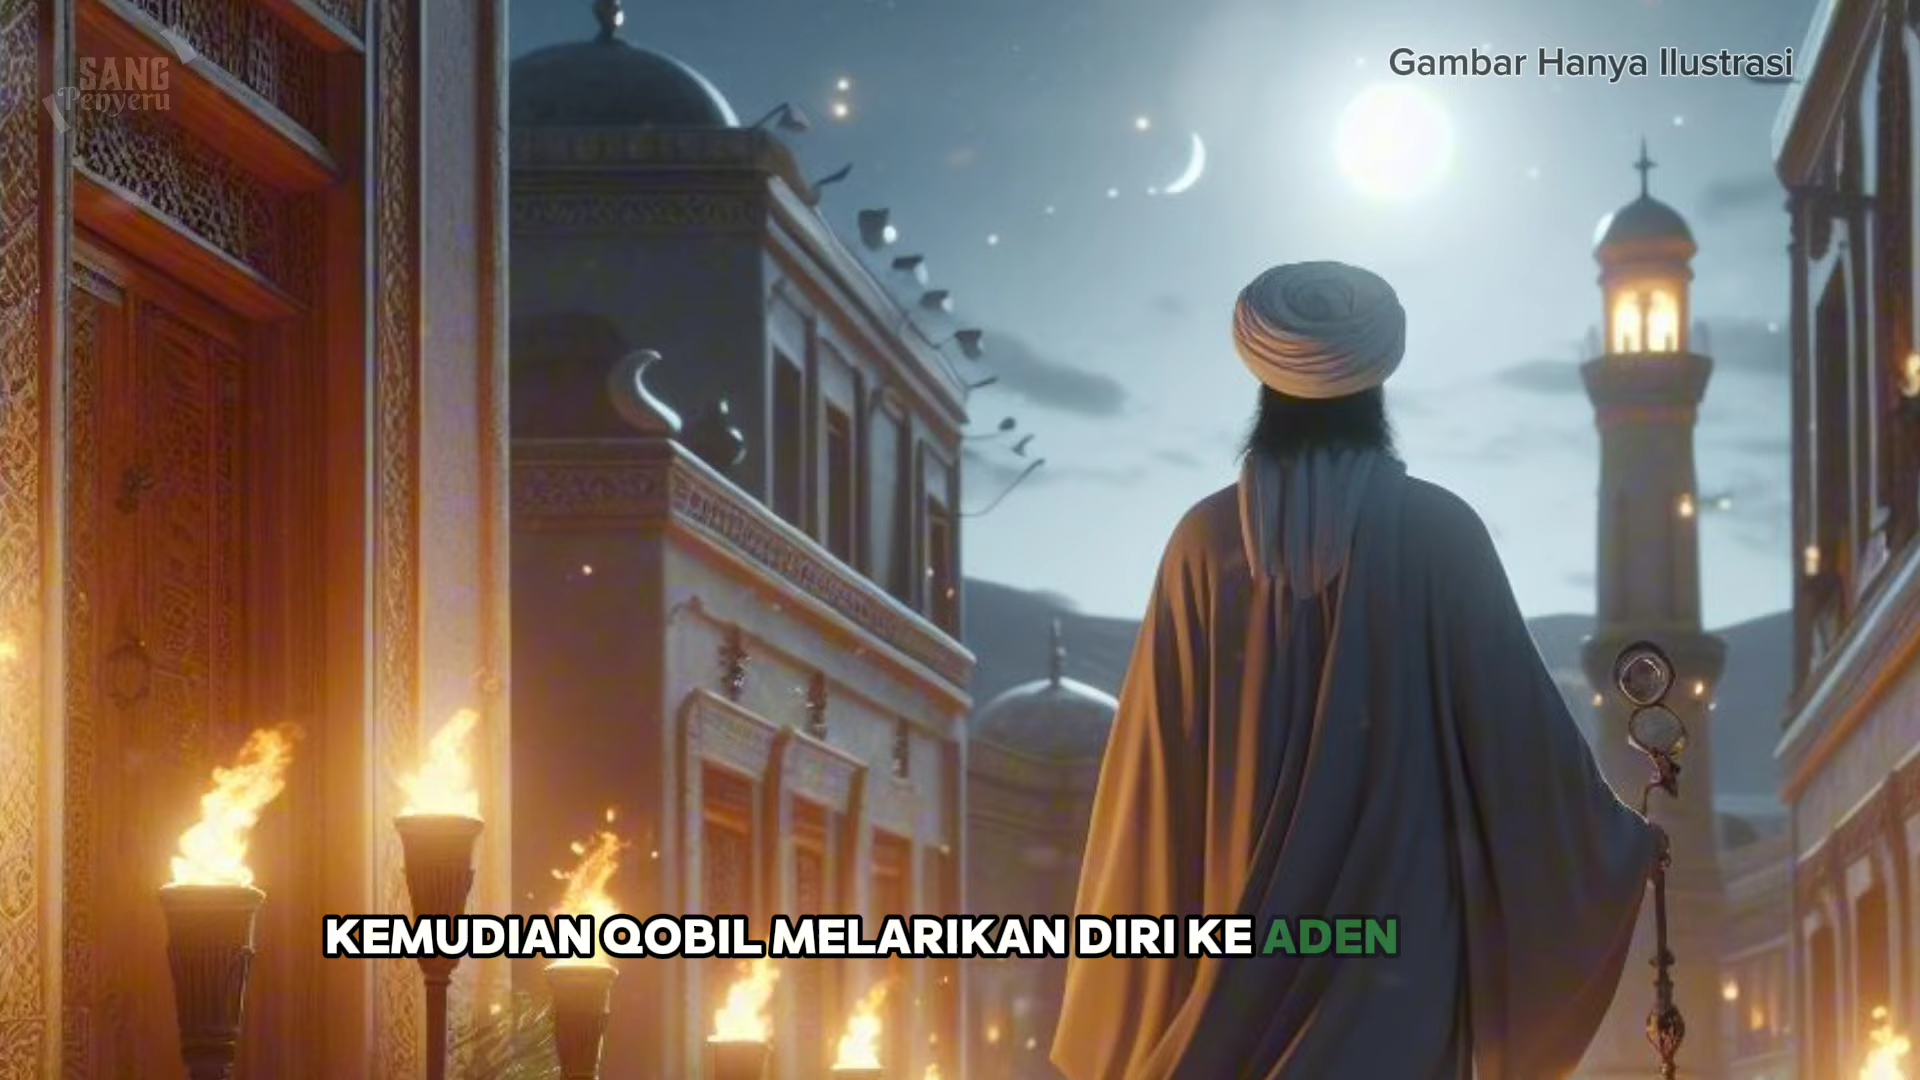 SANG
Penyeru
Gambar Hanya Ilustrasi
KEMUDIAN QOBIL MELARIKAN DIRI KE ADEN